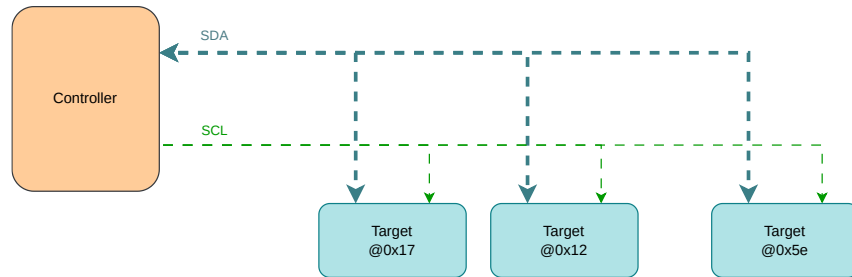 SDA
Controller
SCL
Target
@0x17
Target
@0x12
Target
@0x5e